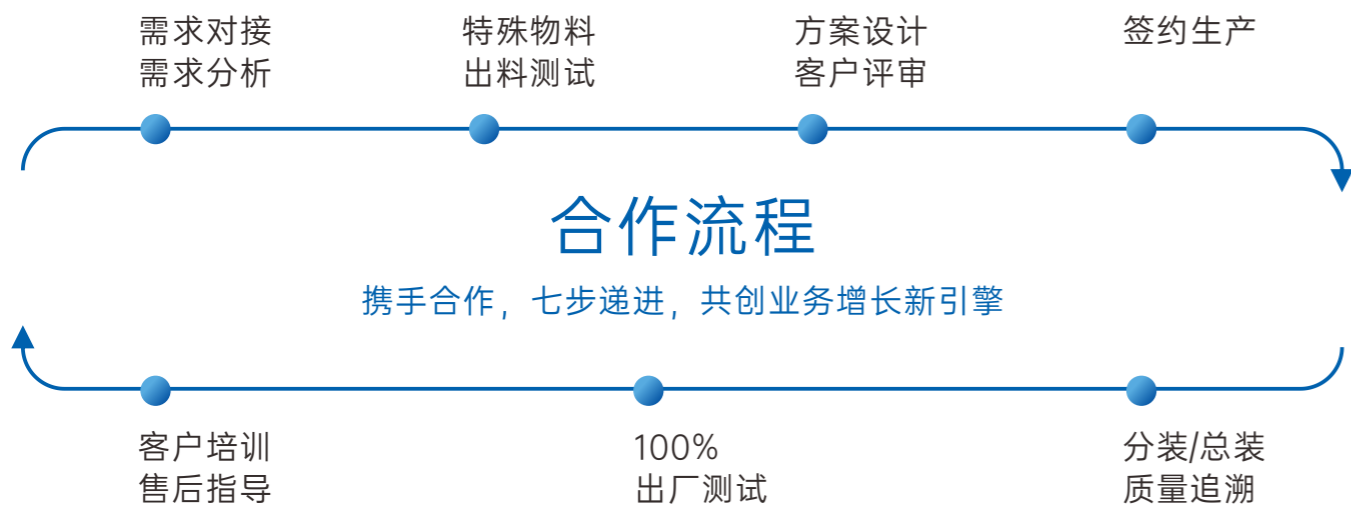 需求对接
需求分析
特殊物料
出料测试
方案设计
客户评审
签约生产
合作流程
携手合作，七步递进，共创业务增长新引擎
客户培训
售后指导
100%
出厂测试
分装/总装
质量追溯